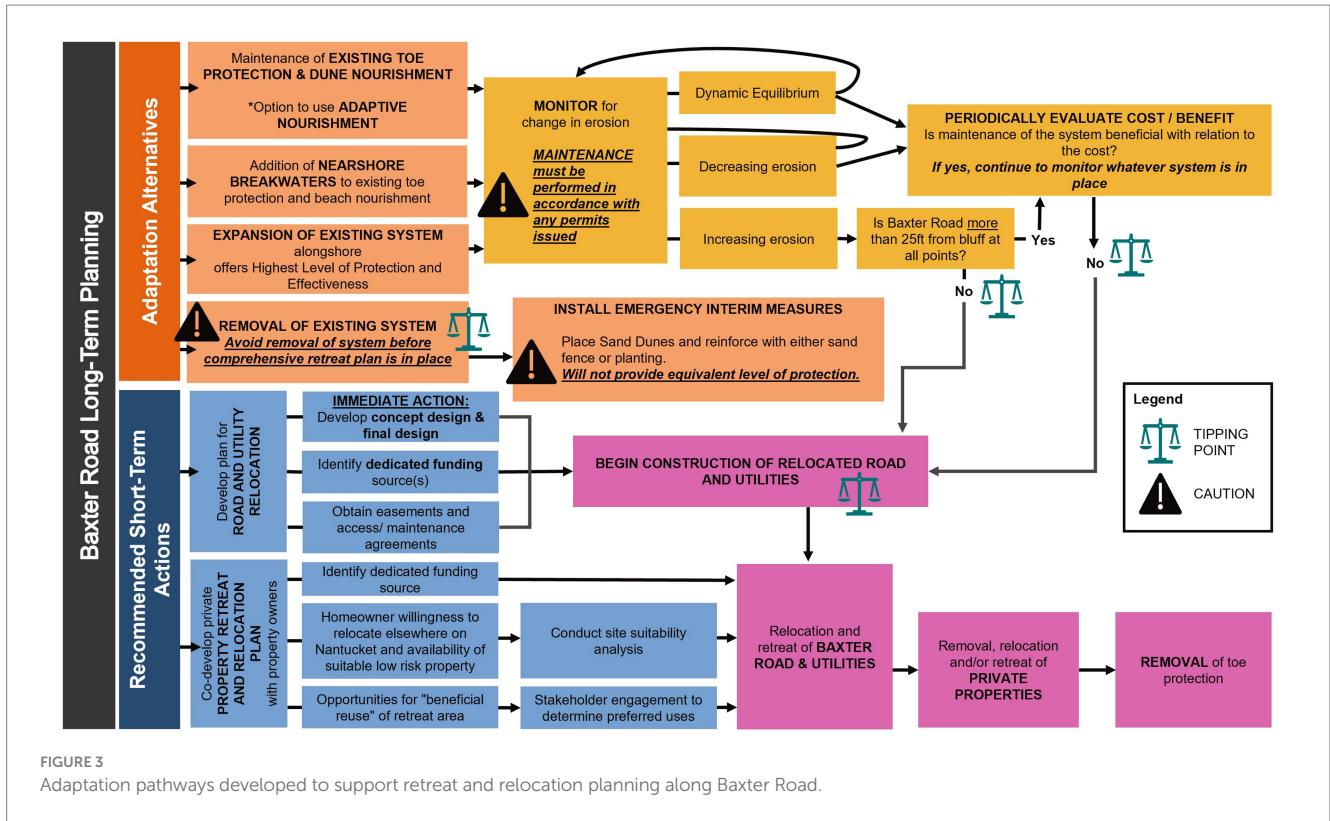 Baxter Road Long-Term Planning
Adaptation Alternatives
Maintenance of EXISTING TOE
PROTECTION & DUNE NOURISHMENT
*Option to use ADAPTIVE
NOURISHMENT
Addition of NEARSHORE
BREAKWATERS to existing toe
protection and beach nourishment
EXPANSION OF EXISTING SYSTEM
alongshore
offers Highest Level of Protection and
Effectiveness
REMOVAL OF EXISTING SYSTEM
Avoid removal of system before
comprehensive retreat plan is in place
MONITOR for
change in erosion
MAINTENANCE
must be
performed in
accordance with
any permits
issued
Dynamic Equilibrium
Decreasing erosion
Increasing erosion
Is Baxter Road more
than 25ft from bluff at
all points?
Yes
No
PERIODICALLY EVALUATE COST / BENEFIT
Is maintenance of the system beneficial with relation to
the cost?
If yes, continue to monitor whatever system is in
place
No
INSTALL EMERGENCY INTERIM MEASURES
Place Sand Dunes and reinforce with either sand
fence or planting.
Will not provide equivalent level of protection.
Legend
TIPPING
POINT
CAUTION
Recommended Short-Term
Actions
Develop plan for
ROAD AND UTILITY
RELOCATION
IMMEDIATE ACTION:
Develop concept design &
final design
Identify dedicated funding
source(s)
Obtain easements and
access/ maintenance
agreements
BEGIN CONSTRUCTION OF RELOCATED ROAD
AND UTILITIES
Co-develop private
PROPERTY RETREAT
AND RELOCATION
PLAN
with property owners
Identify dedicated funding
source
Homeowner willingness to
relocate elsewhere on
Nantucket and availability of
suitable low risk property
Conduct site suitability
analysis
Opportunities for "beneficial
reuse" of retreat area
Stakeholder engagement to
determine preferred uses
Relocation and
retreat of BAXTER
ROAD & UTILITIES
Removal, relocation
and/or retreat of
PRIVATE
PROPERTIES
REMOVAL of toe
protection
FIGURE 3
Adaptation pathways developed to support retreat and relocation planning along Baxter Road.